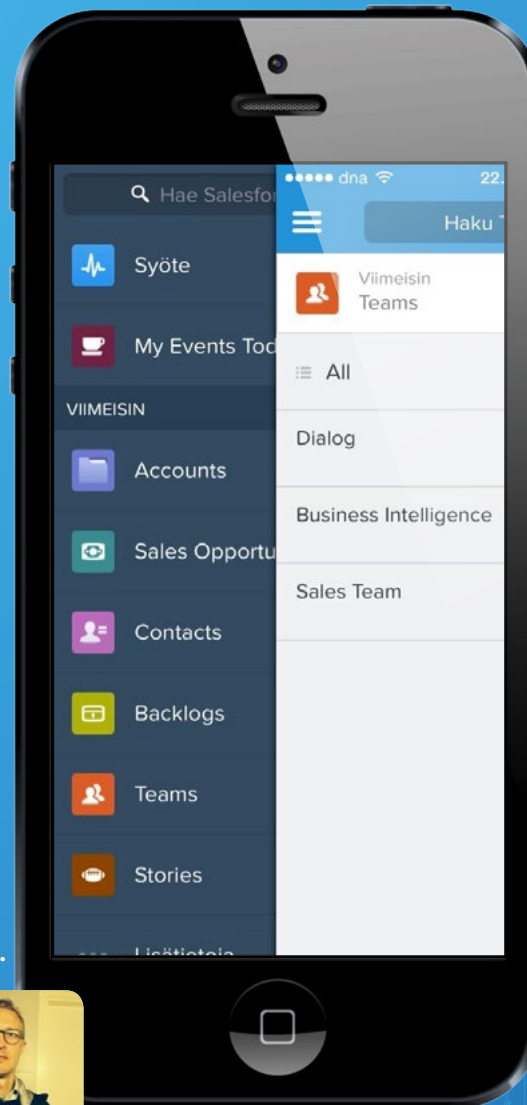 Hae Salesfor
Syöte
My Events Tod
VIIMEISIN
Accounts
Sales Opportu
Contacts
Backlogs
Teams
Stories
Lisätietoja
dna
22.
Haku T
Viimeisin
Teams
All
Dialog
Business Intelligence
Sales Team
.